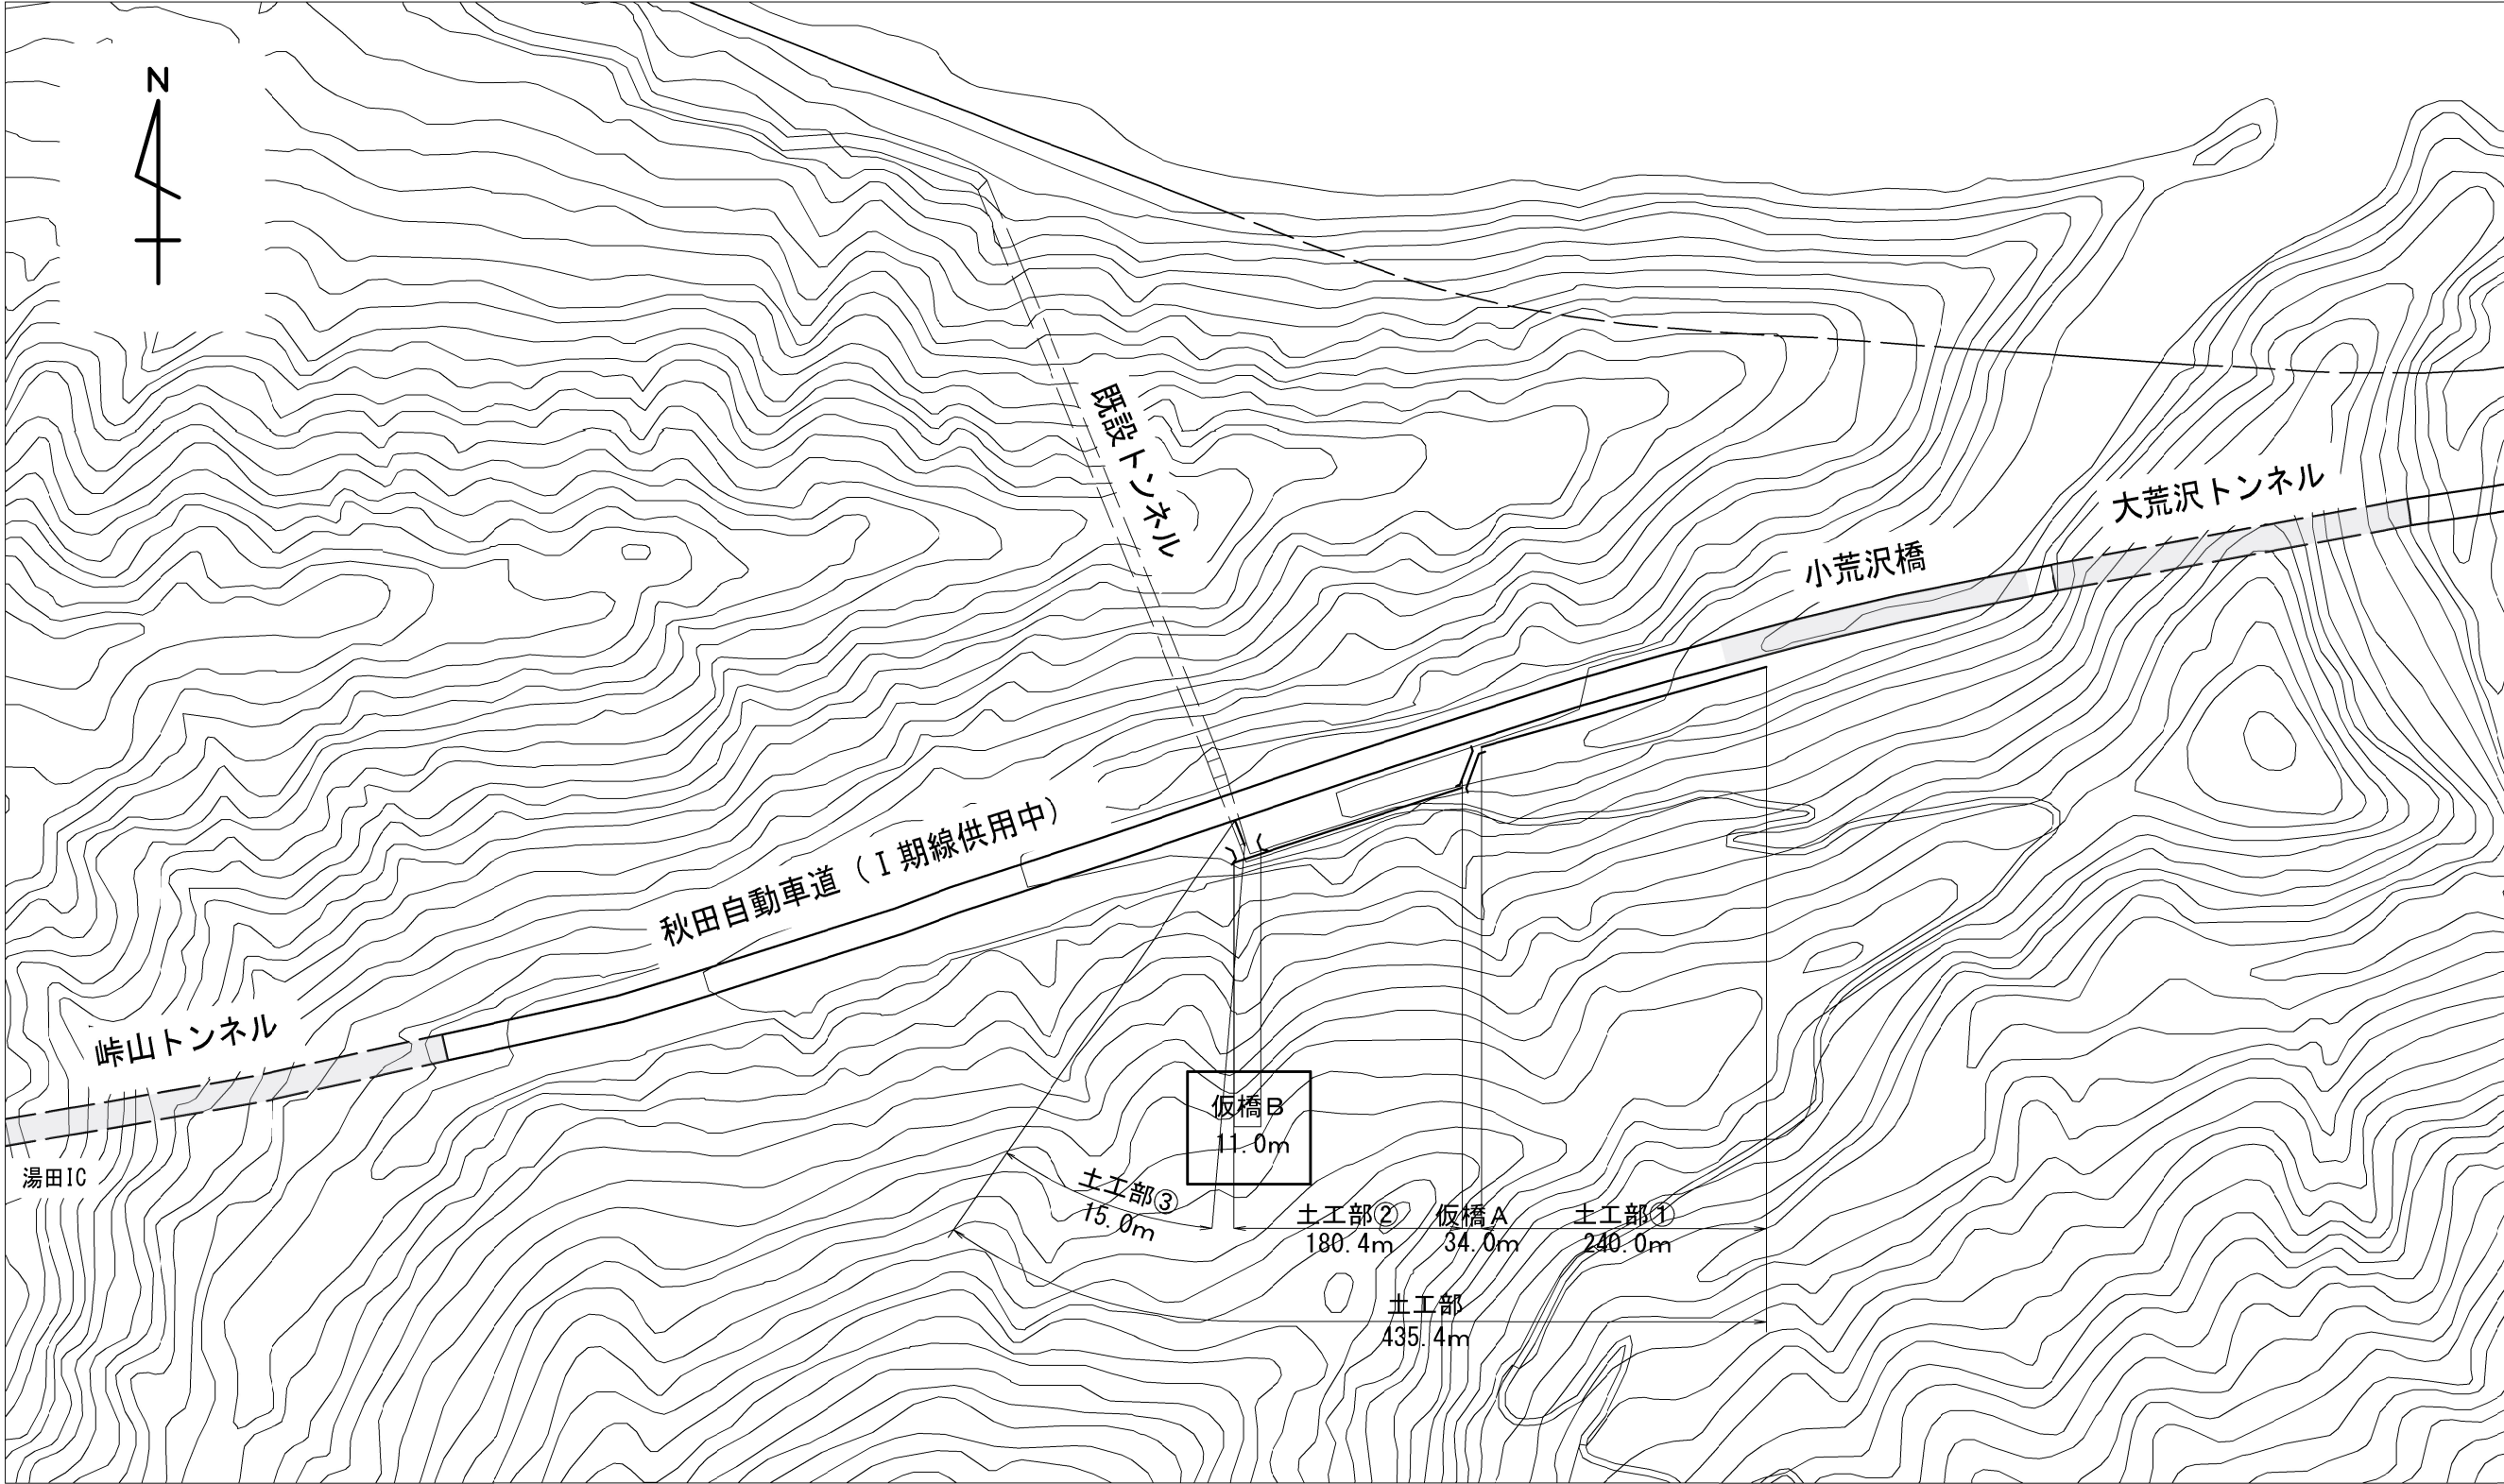 N
既設トンネル
大荒沢トンネル
小荒沢橋
秋田自動車道（Ⅰ期線供用中）
峠山トンネル
湯田IC
仮橋B
11.0m
土工部③
15.0m
土工部②
180.4m
仮橋A
34.0m
土工部①
240.0m
土工部
435.4m